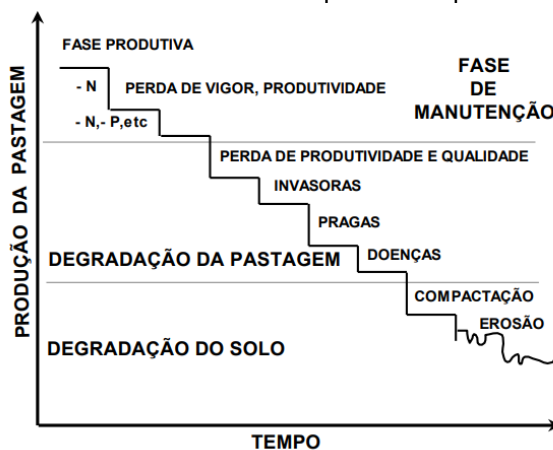 FASE PRODUTIVA
- N
PERDA DE VIGOR, PRODUTIVIDADE
FASE
DE
MANUTENÇÃO
- N,- P,etc
PERDA DE PRODUTIVIDADE E QUALIDADE
INVASORAS
PRAGAS
DEGRADAÇÃO DA PASTAGEM
DOENÇAS
COMPACTAÇÃO
EROSÃO
DEGRADAÇÃO DO SOLO
PRODUÇÃO DA PASTAGEM
TEMPO